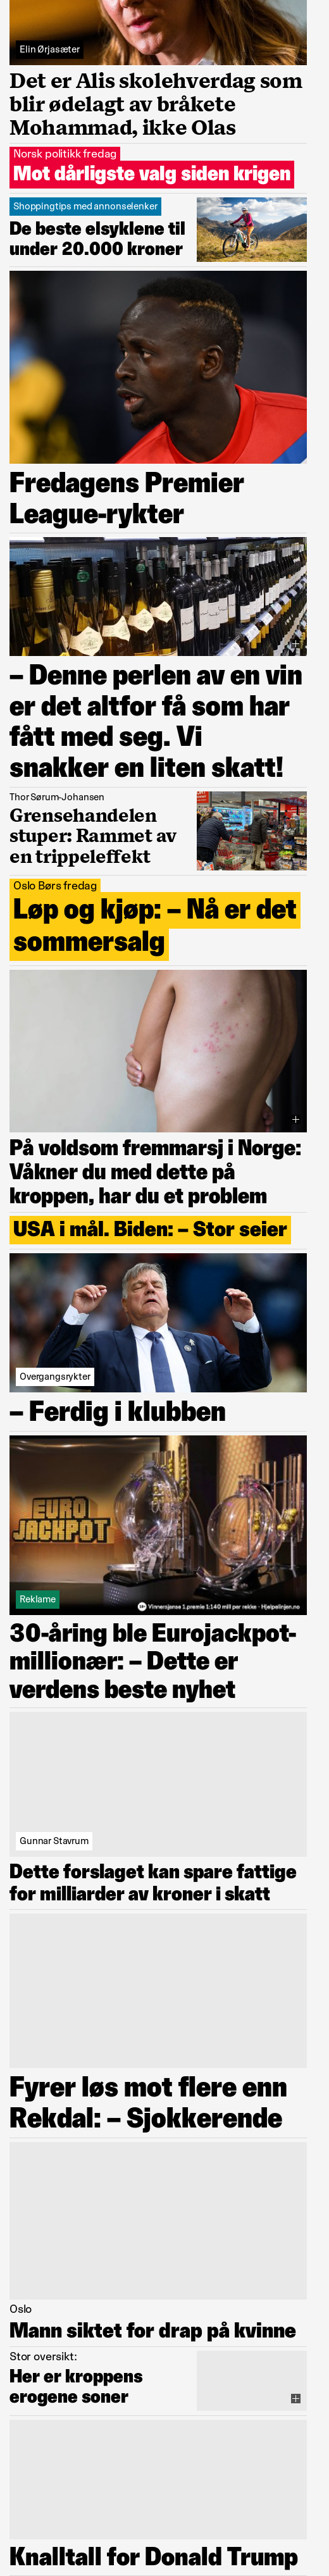 Elin Ørjasæter
Det er Alis skolehverdag som
blir ødelagt av bråkete
Mohammad, ikke Olas
Norsk politikk fredag
Mot dårligste valg siden krigen
Shoppingtips med annonselenker
De beste elsyklene til
under 20.000 kroner
Fredagens Premier
League-rykter
– Denne perlen av en vin
er det altfor få som har
fått med seg. Vi
snakker en liten skatt!
Thor Sørum-Johansen
Grensehandelen
stuper: Rammet av
en trippeleffekt
Oslo Børs fredag
Løp og kjøp: – Nå er det
sommersalg
På voldsom fremmarsj i Norge:
Våkner du med dette på
kroppen, har du et problem
USA i mål. Biden: – Stor seier
Overgangsrykter
– Ferdig i klubben
EURO
JACKPOT
Reklame
18+ Vinnersjanse 1.premie 1:140 mill per rekke - Hjelpelinjen.no
30-åring ble Eurojackpot-
millionær: – Dette er
verdens beste nyhet
Gunnar Stavrum
Dette forslaget kan spare fattige
for milliarder av kroner i skatt
Fyrer løs mot flere enn
Rekdal: – Sjokkerende
Oslo
Mann siktet for drap på kvinne
Stor oversikt:
Her er kroppens
erogene soner
Knalltall for Donald Trump